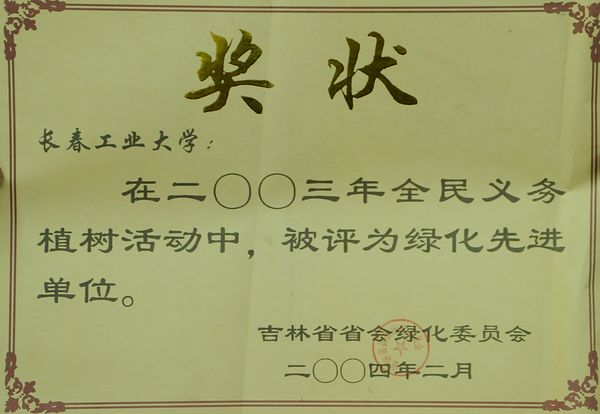 奖状
长春工业大学：
在二〇〇三年全民义务
植树活动中，被评为绿化先进
单位。
吉林省省会绿化委员会
二〇〇四年二月